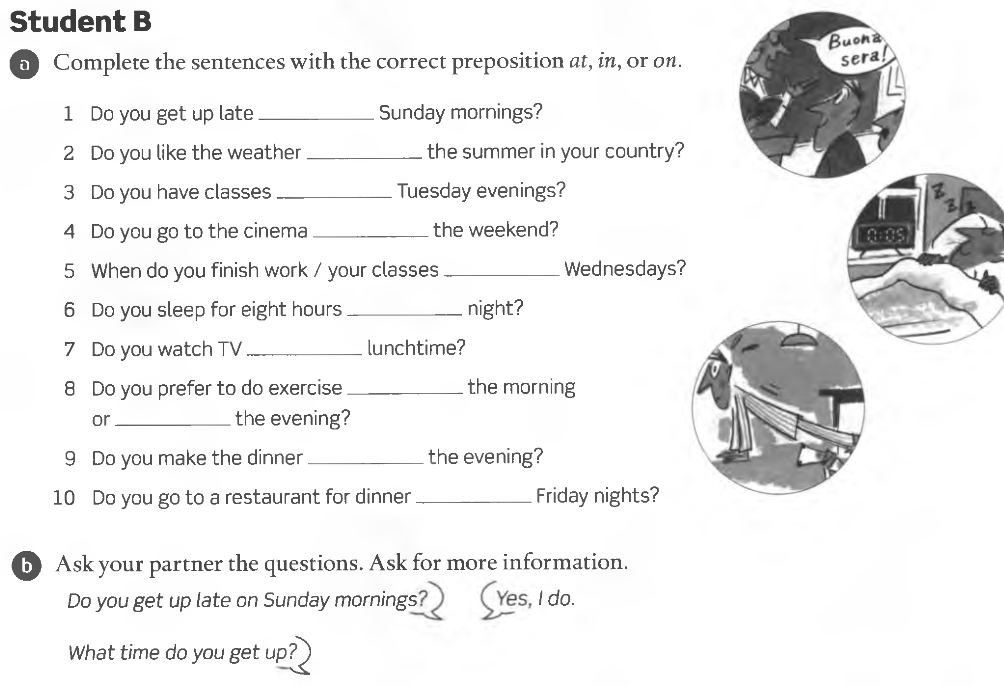 Student B
a Complete the sentences with the correct preposition at, in, or on.
1 Do you get up late __________ Sunday mornings?
2 Do you like the weather __________ the summer in your country?
3 Do you have classes __________ Tuesday evenings?
4 Do you go to the cinema __________ the weekend?
5 When do you finish work / your classes __________ Wednesdays?
6 Do you sleep for eight hours __________ night?
7 Do you watch TV __________ lunchtime?
8 Do you prefer to do exercise __________ the morning
or __________ the evening?
9 Do you make the dinner __________ the evening?
10 Do you go to a restaurant for dinner __________ Friday nights?
Buona
sera!
Z Z Z
b Ask your partner the questions. Ask for more information.
Do you get up late on Sunday mornings? Yes, I do.
What time do you get up?